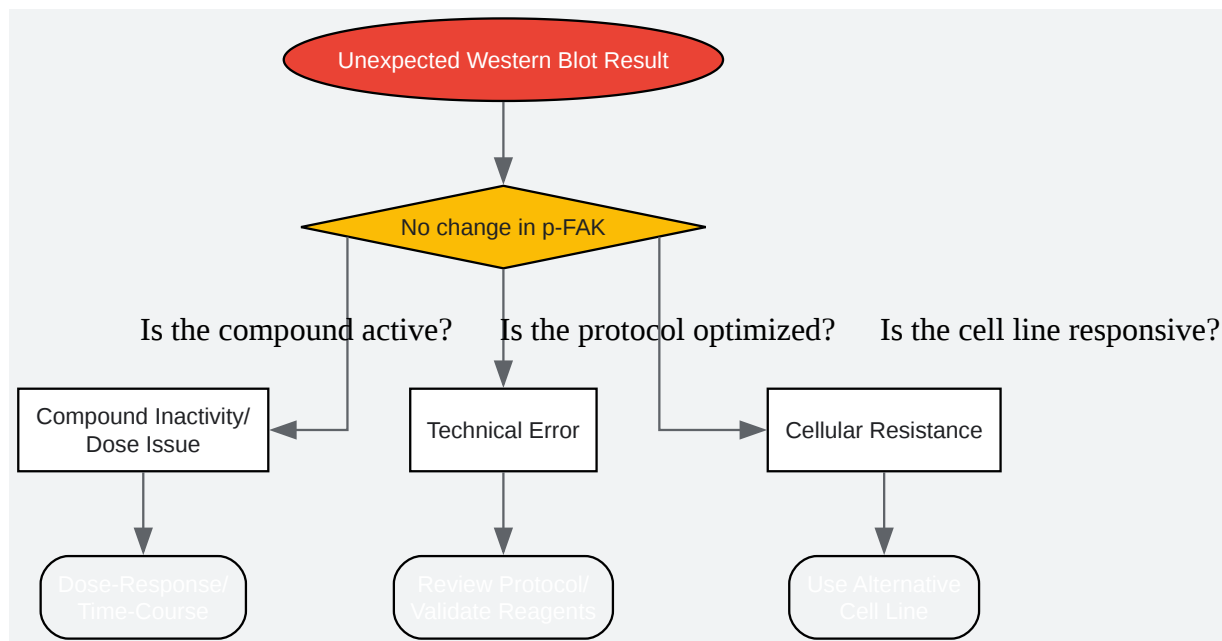 Unexpected Western Blot Result
No change in p-FAK
Is the compound active?
Is the protocol optimized?
Is the cell line responsive?
Compound Inactivity/
Dose Issue
Technical Error
Cellular Resistance
Dose-Response/
Time-Course
Review Protocol/
Validate Reagents
Use Alternative
Cell Line